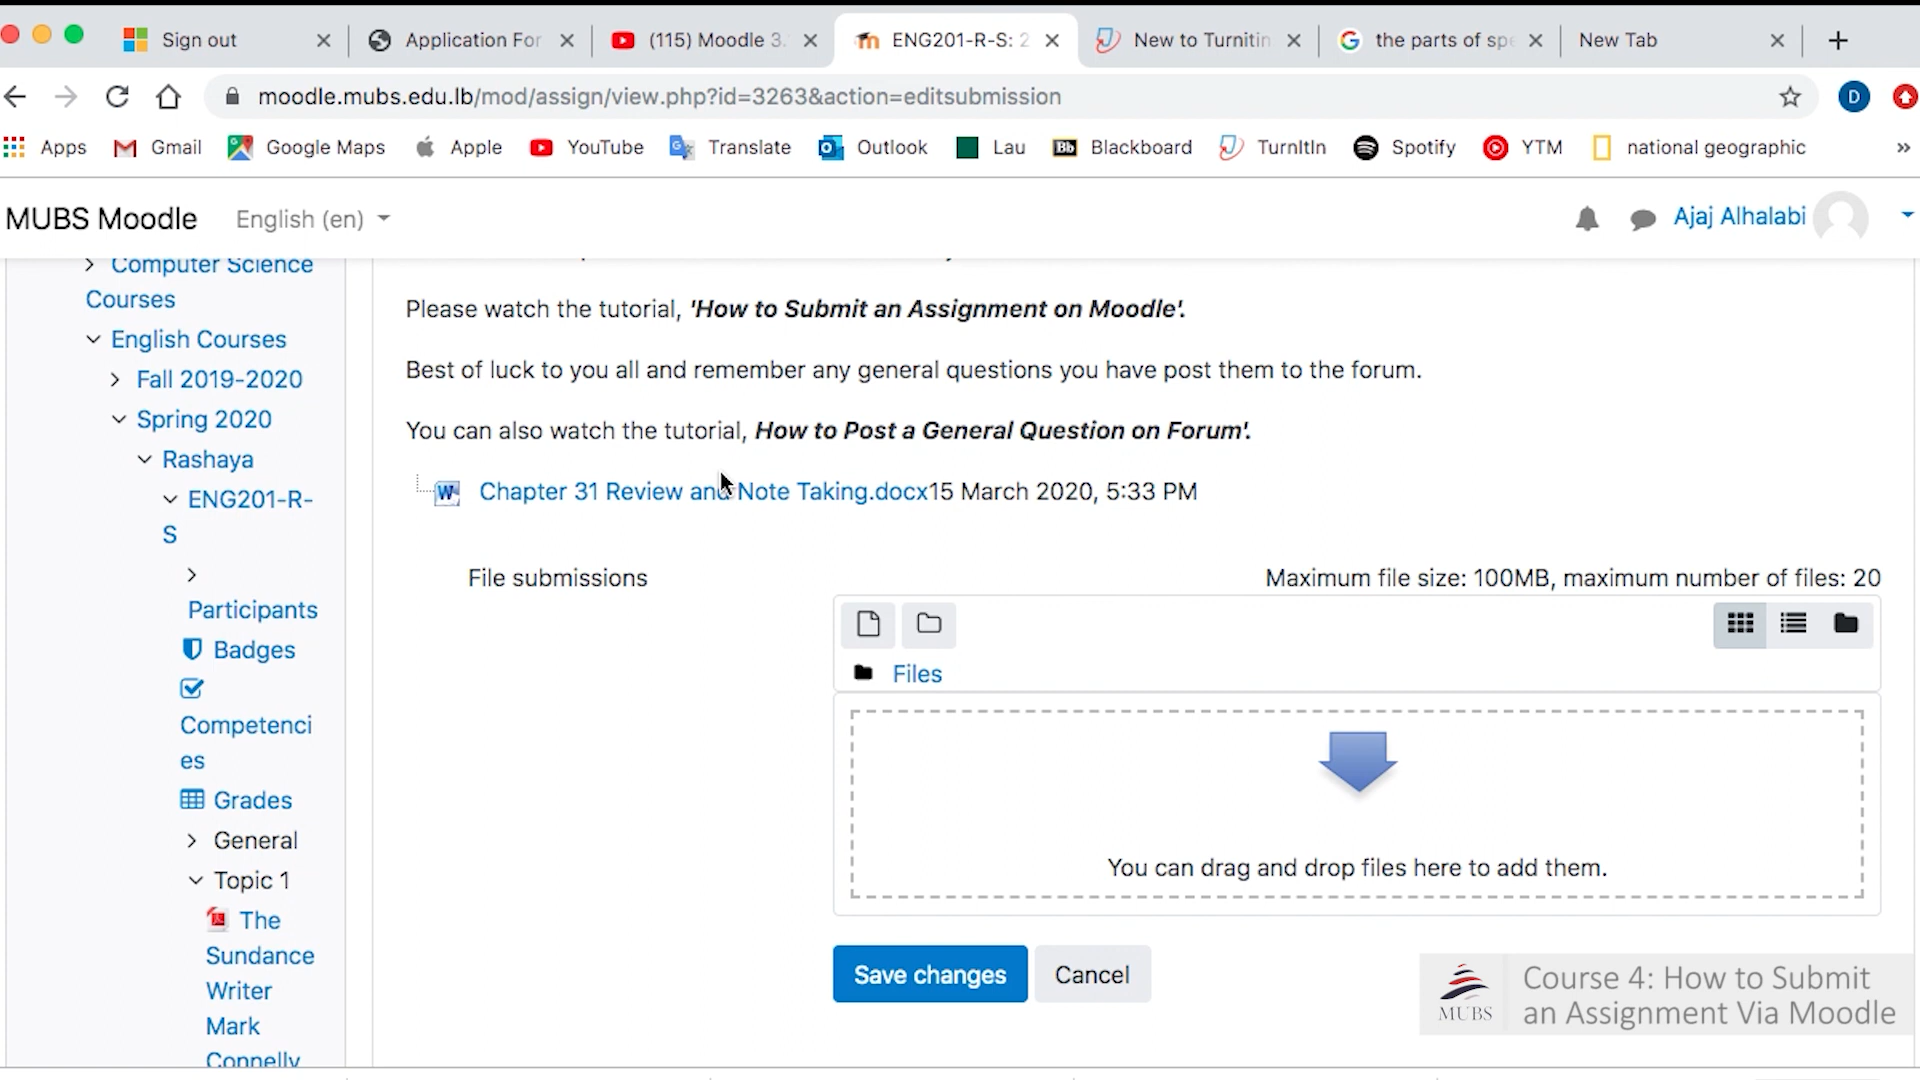 Sign out
Application For
(115) Moodle 3.
ENG201-R-S: 2
New to Turnitin
the parts of spe
New Tab
moodle.mubs.edu.lb/mod/assign/view.php?id=3263&action=editsubmission
D
Apps
Gmail
Google Maps
Apple
YouTube
Translate
Outlook
Lau
Bb Blackboard
TurnItIn
Spotify
YTM
national geographic
»
MUBS Moodle
English (en)
Ajaj Alhalabi
Computer Science
Courses
English Courses
Fall 2019-2020
Spring 2020
Rashaya
ENG201-R-
S
Participants
Badges
Competenci
es
Grades
General
Topic 1
The
Sundance
Writer
Mark
Connelly
Please watch the tutorial, 'How to Submit an Assignment on Moodle'.
Best of luck to you all and remember any general questions you have post them to the forum.
You can also watch the tutorial, How to Post a General Question on Forum'.
Chapter 31 Review and Note Taking.docx15 March 2020, 5:33 PM
File submissions
Maximum file size: 100MB, maximum number of files: 20
Files
You can drag and drop files here to add them.
Save changes
Cancel
MUBS
Course 4: How to Submit
an Assignment Via Moodle